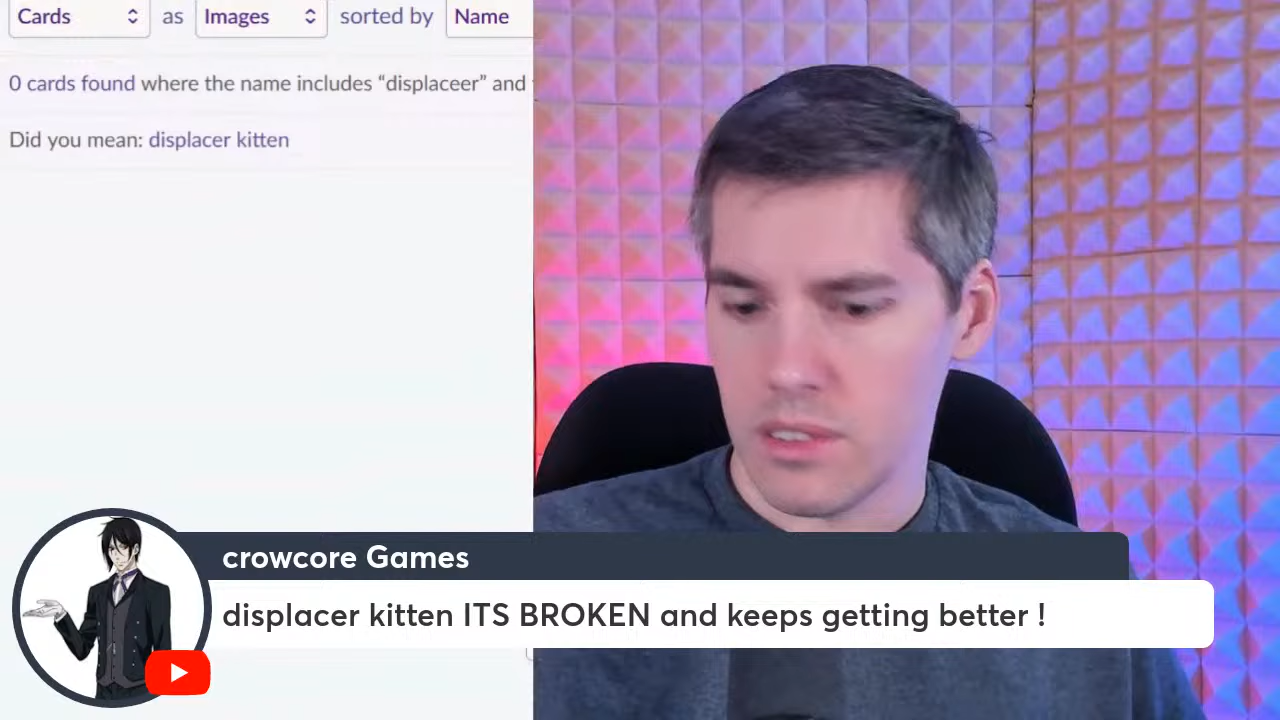 Cards as Images sorted by Name
0 cards found where the name includes “displaceer” and
Did you mean: displacer kitten
crowcore Games
displacer kitten ITS BROKEN and keeps getting better !